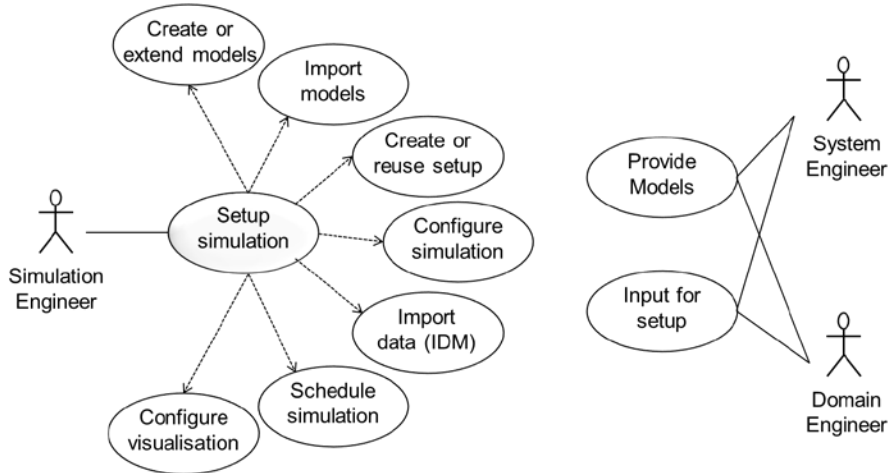 Create or
extend models
Import
models
Create or
reuse setup
Setup
simulation
Configure
simulation
Import
data (IDM)
Schedule
simulation
Configure
visualisation
Simulation
Engineer
Provide
Models
Input for
setup
System
Engineer
Domain
Engineer